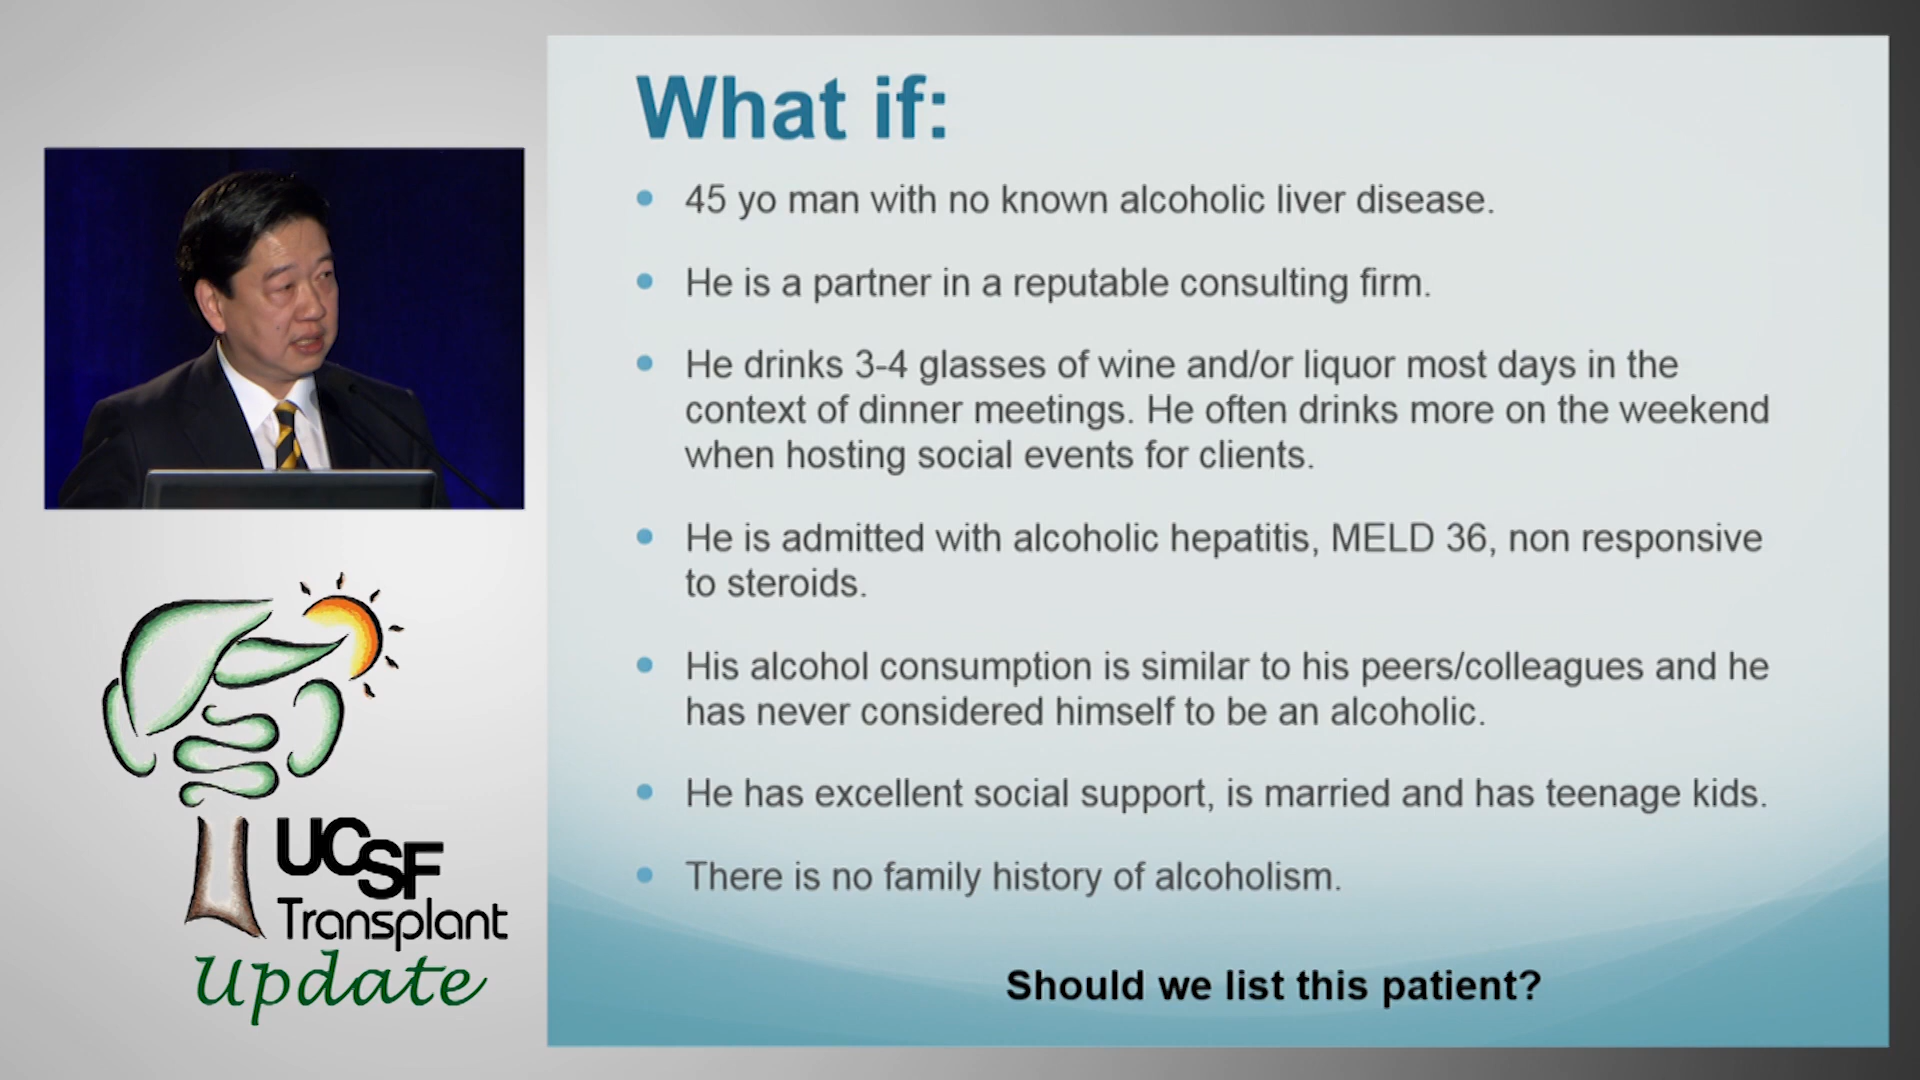 What if:
• 45 yo man with no known alcoholic liver disease.
• He is a partner in a reputable consulting firm.
• He drinks 3-4 glasses of wine and/or liquor most days in the
context of dinner meetings. He often drinks more on the weekend
when hosting social events for clients.
• He is admitted with alcoholic hepatitis, MELD 36, non responsive
to steroids.
• His alcohol consumption is similar to his peers/colleagues and he
has never considered himself to be an alcoholic.
• He has excellent social support, is married and has teenage kids.
• There is no family history of alcoholism.
Should we list this patient?
UCSF
Transplant
Update